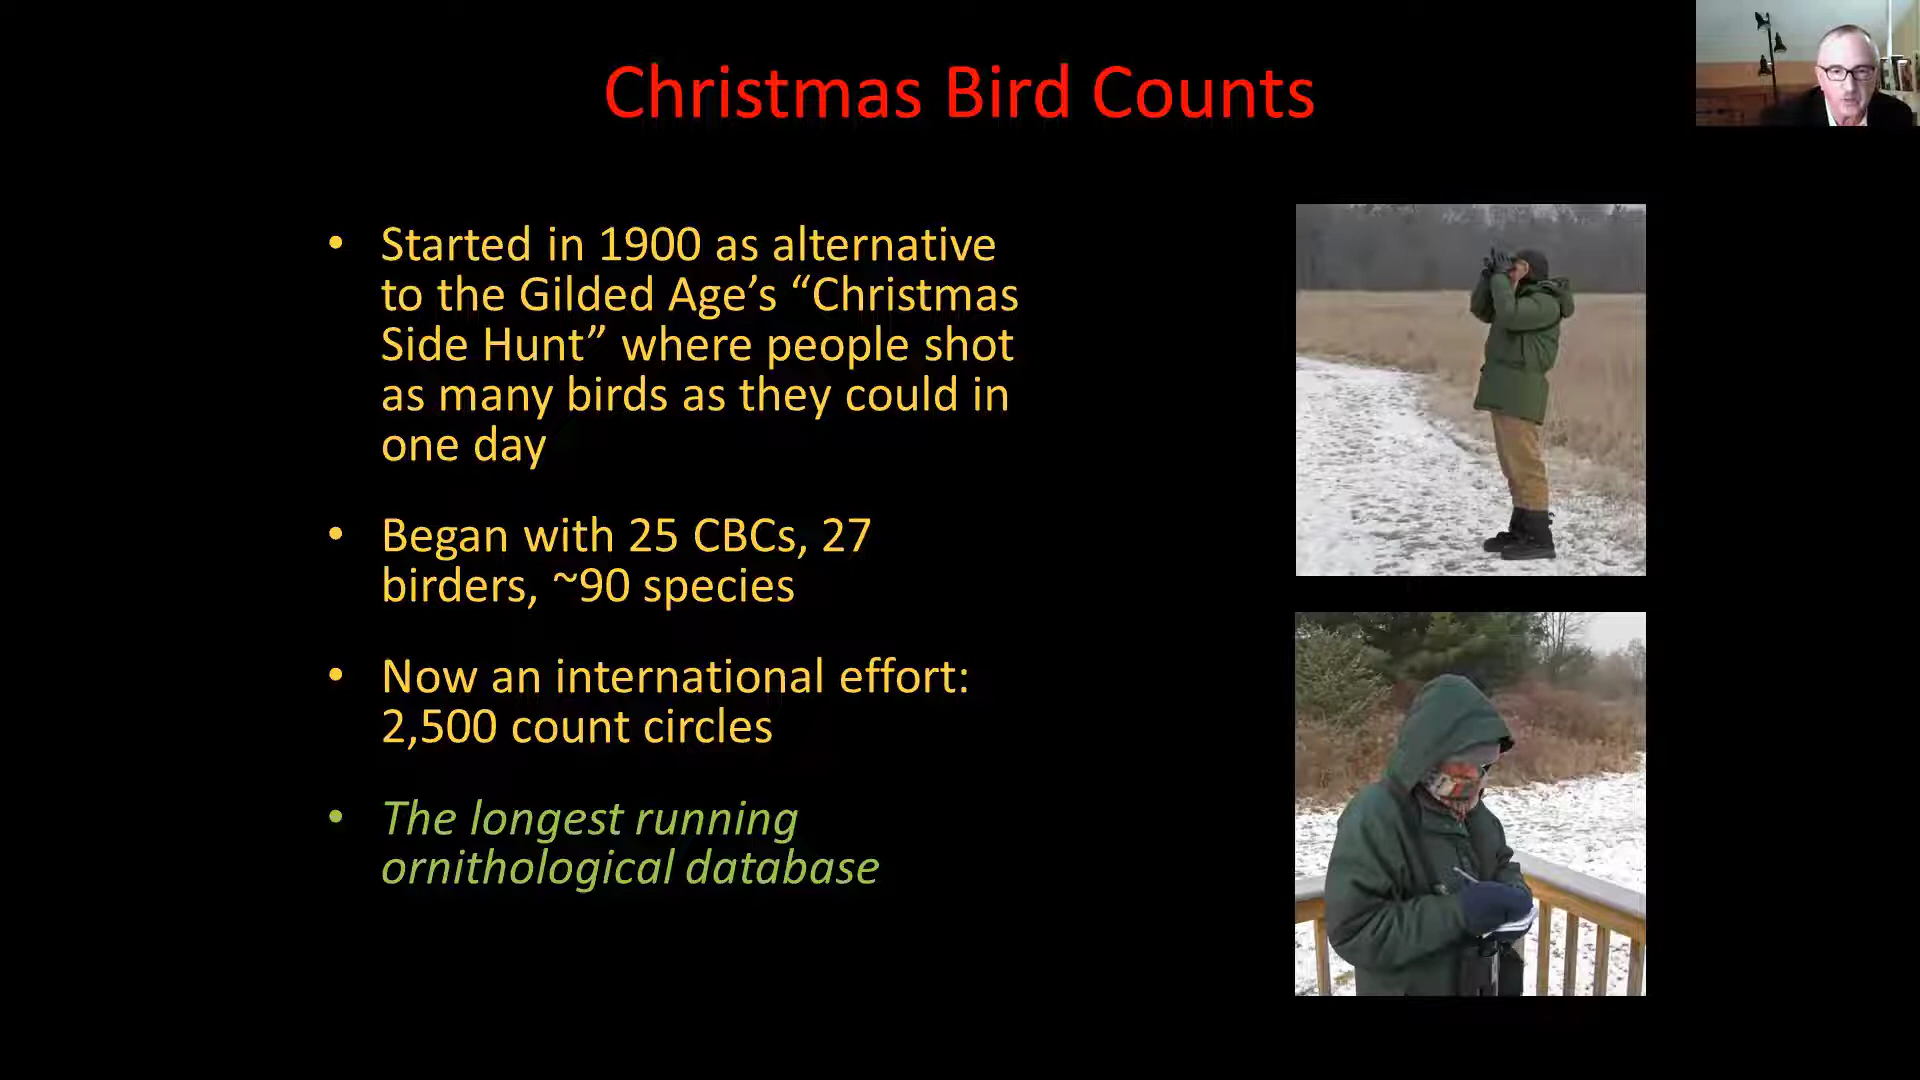 Christmas Bird Counts
• Started in 1900 as alternative
to the Gilded Age’s “Christmas
Side Hunt” where people shot
as many birds as they could in
one day
• Began with 25 CBCs, 27
birders, ~90 species
• Now an international effort:
2,500 count circles
• The longest running
ornithological database